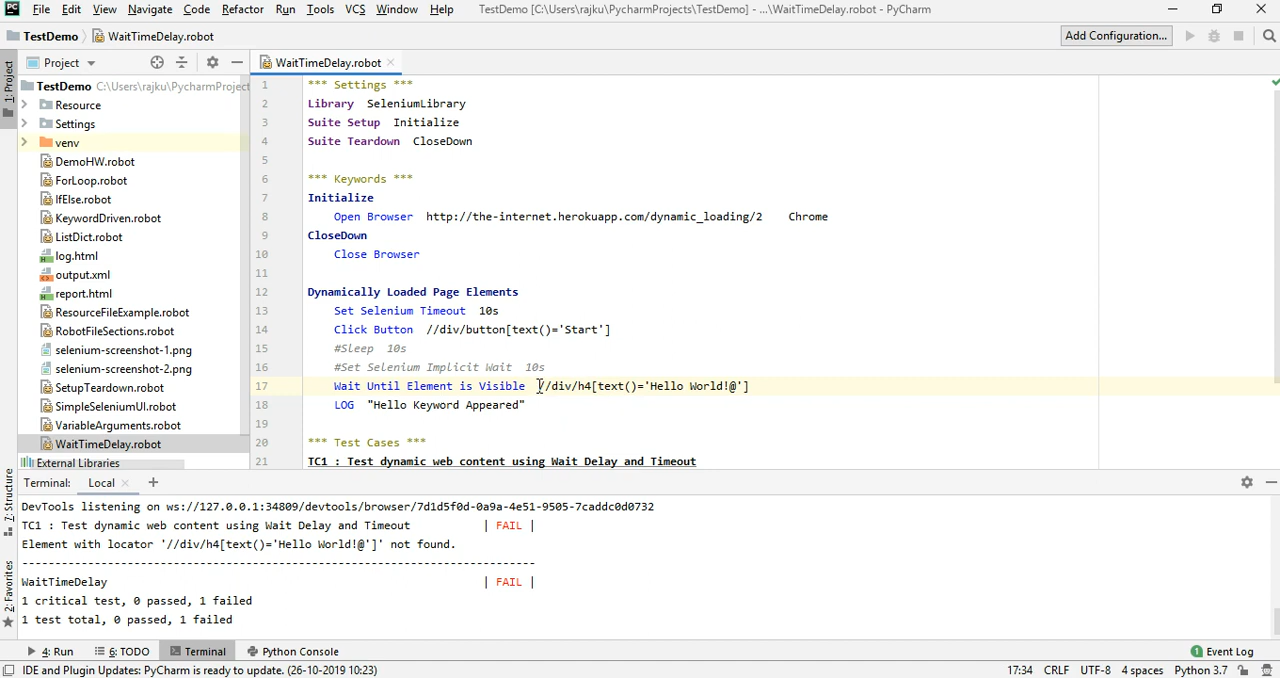 PC File Edit View Navigate Code Refactor Run Tools VCS Window Help TestDemo [C:\Users\rajku\PycharmProjects\TestDemo] - ...\WaitTimeDelay.robot - PyCharm
TestDemo WaitTimeDelay.robot Add Configuration...
1: Project
Project WaitTimeDelay.robot
TestDemo C:\Users\rajku\PycharmProject
Resource
Settings
venv
DemoHW.robot
ForLoop.robot
IfElse.robot
KeywordDriven.robot
ListDict.robot
log.html
output.xml
report.html
ResourceFileExample.robot
RobotFileSections.robot
selenium-screenshot-1.png
selenium-screenshot-2.png
SetupTeardown.robot
SimpleSeleniumUI.robot
VariableArguments.robot
WaitTimeDelay.robot
External Libraries
1 *** Settings ***
2 Library SeleniumLibrary
3 Suite Setup Initialize
4 Suite Teardown CloseDown
5
6 *** Keywords ***
7 Initialize
8 Open Browser http://the-internet.herokuapp.com/dynamic_loading/2 Chrome
9 CloseDown
10 Close Browser
11
12 Dynamically Loaded Page Elements
13 Set Selenium Timeout 10s
14 Click Button //div/button[text()='Start']
15 #Sleep 10s
16 #Set Selenium Implicit Wait 10s
17 Wait Until Element is Visible //div/h4[text()='Hello World!@']
18 LOG "Hello Keyword Appeared"
19
20 *** Test Cases ***
21 TC1 : Test dynamic web content using Wait Delay and Timeout
Z: Structure
2: Favorites
Terminal: Local
DevTools listening on ws://127.0.0.1:34809/devtools/browser/7d1d5f0d-0a9a-4e51-9505-7caddc0d0732
TC1 : Test dynamic web content using Wait Delay and Timeout | FAIL |
Element with locator '//div/h4[text()='Hello World!@']' not found.
------------------------------------------------------------------------------
WaitTimeDelay | FAIL |
1 critical test, 0 passed, 1 failed
1 test total, 0 passed, 1 failed
4: Run 6: TODO Terminal Python Console 1 Event Log
IDE and Plugin Updates: PyCharm is ready to update. (26-10-2019 10:23) 17:34 CRLF UTF-8 4 spaces Python 3.7